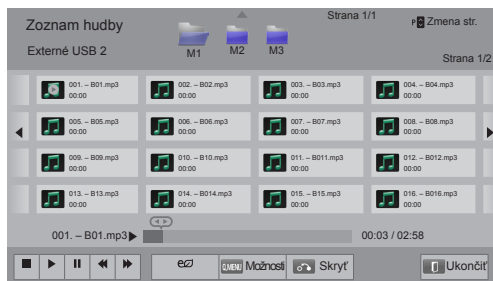 Zoznam hudby
Strana 1/1
P Zmena str.
Externé USB 2
M1 M2 M3
Strana 1/2
001. – B01.mp3 002. – B02.mp3 003. – B03.mp3 004. – B04.mp3
00:00 00:00 00:00 00:00
005. – B05.mp3 006. – B06.mp3 007. – B07.mp3 008. – B08.mp3
00:00 00:00 00:00 00:00
009. – B09.mp3 010. – B10.mp3 011. – B011.mp3 012. – B012.mp3
00:00 00:00 00:00 00:00
013. – B13.mp3 014. – B014.mp3 015. – B15.mp3 016. – B016.mp3
00:00 00:00 00:00 00:00
001. – B01.mp3 00:03 / 02:58
e Q.MENU Možnosti Skryť Ukončiť